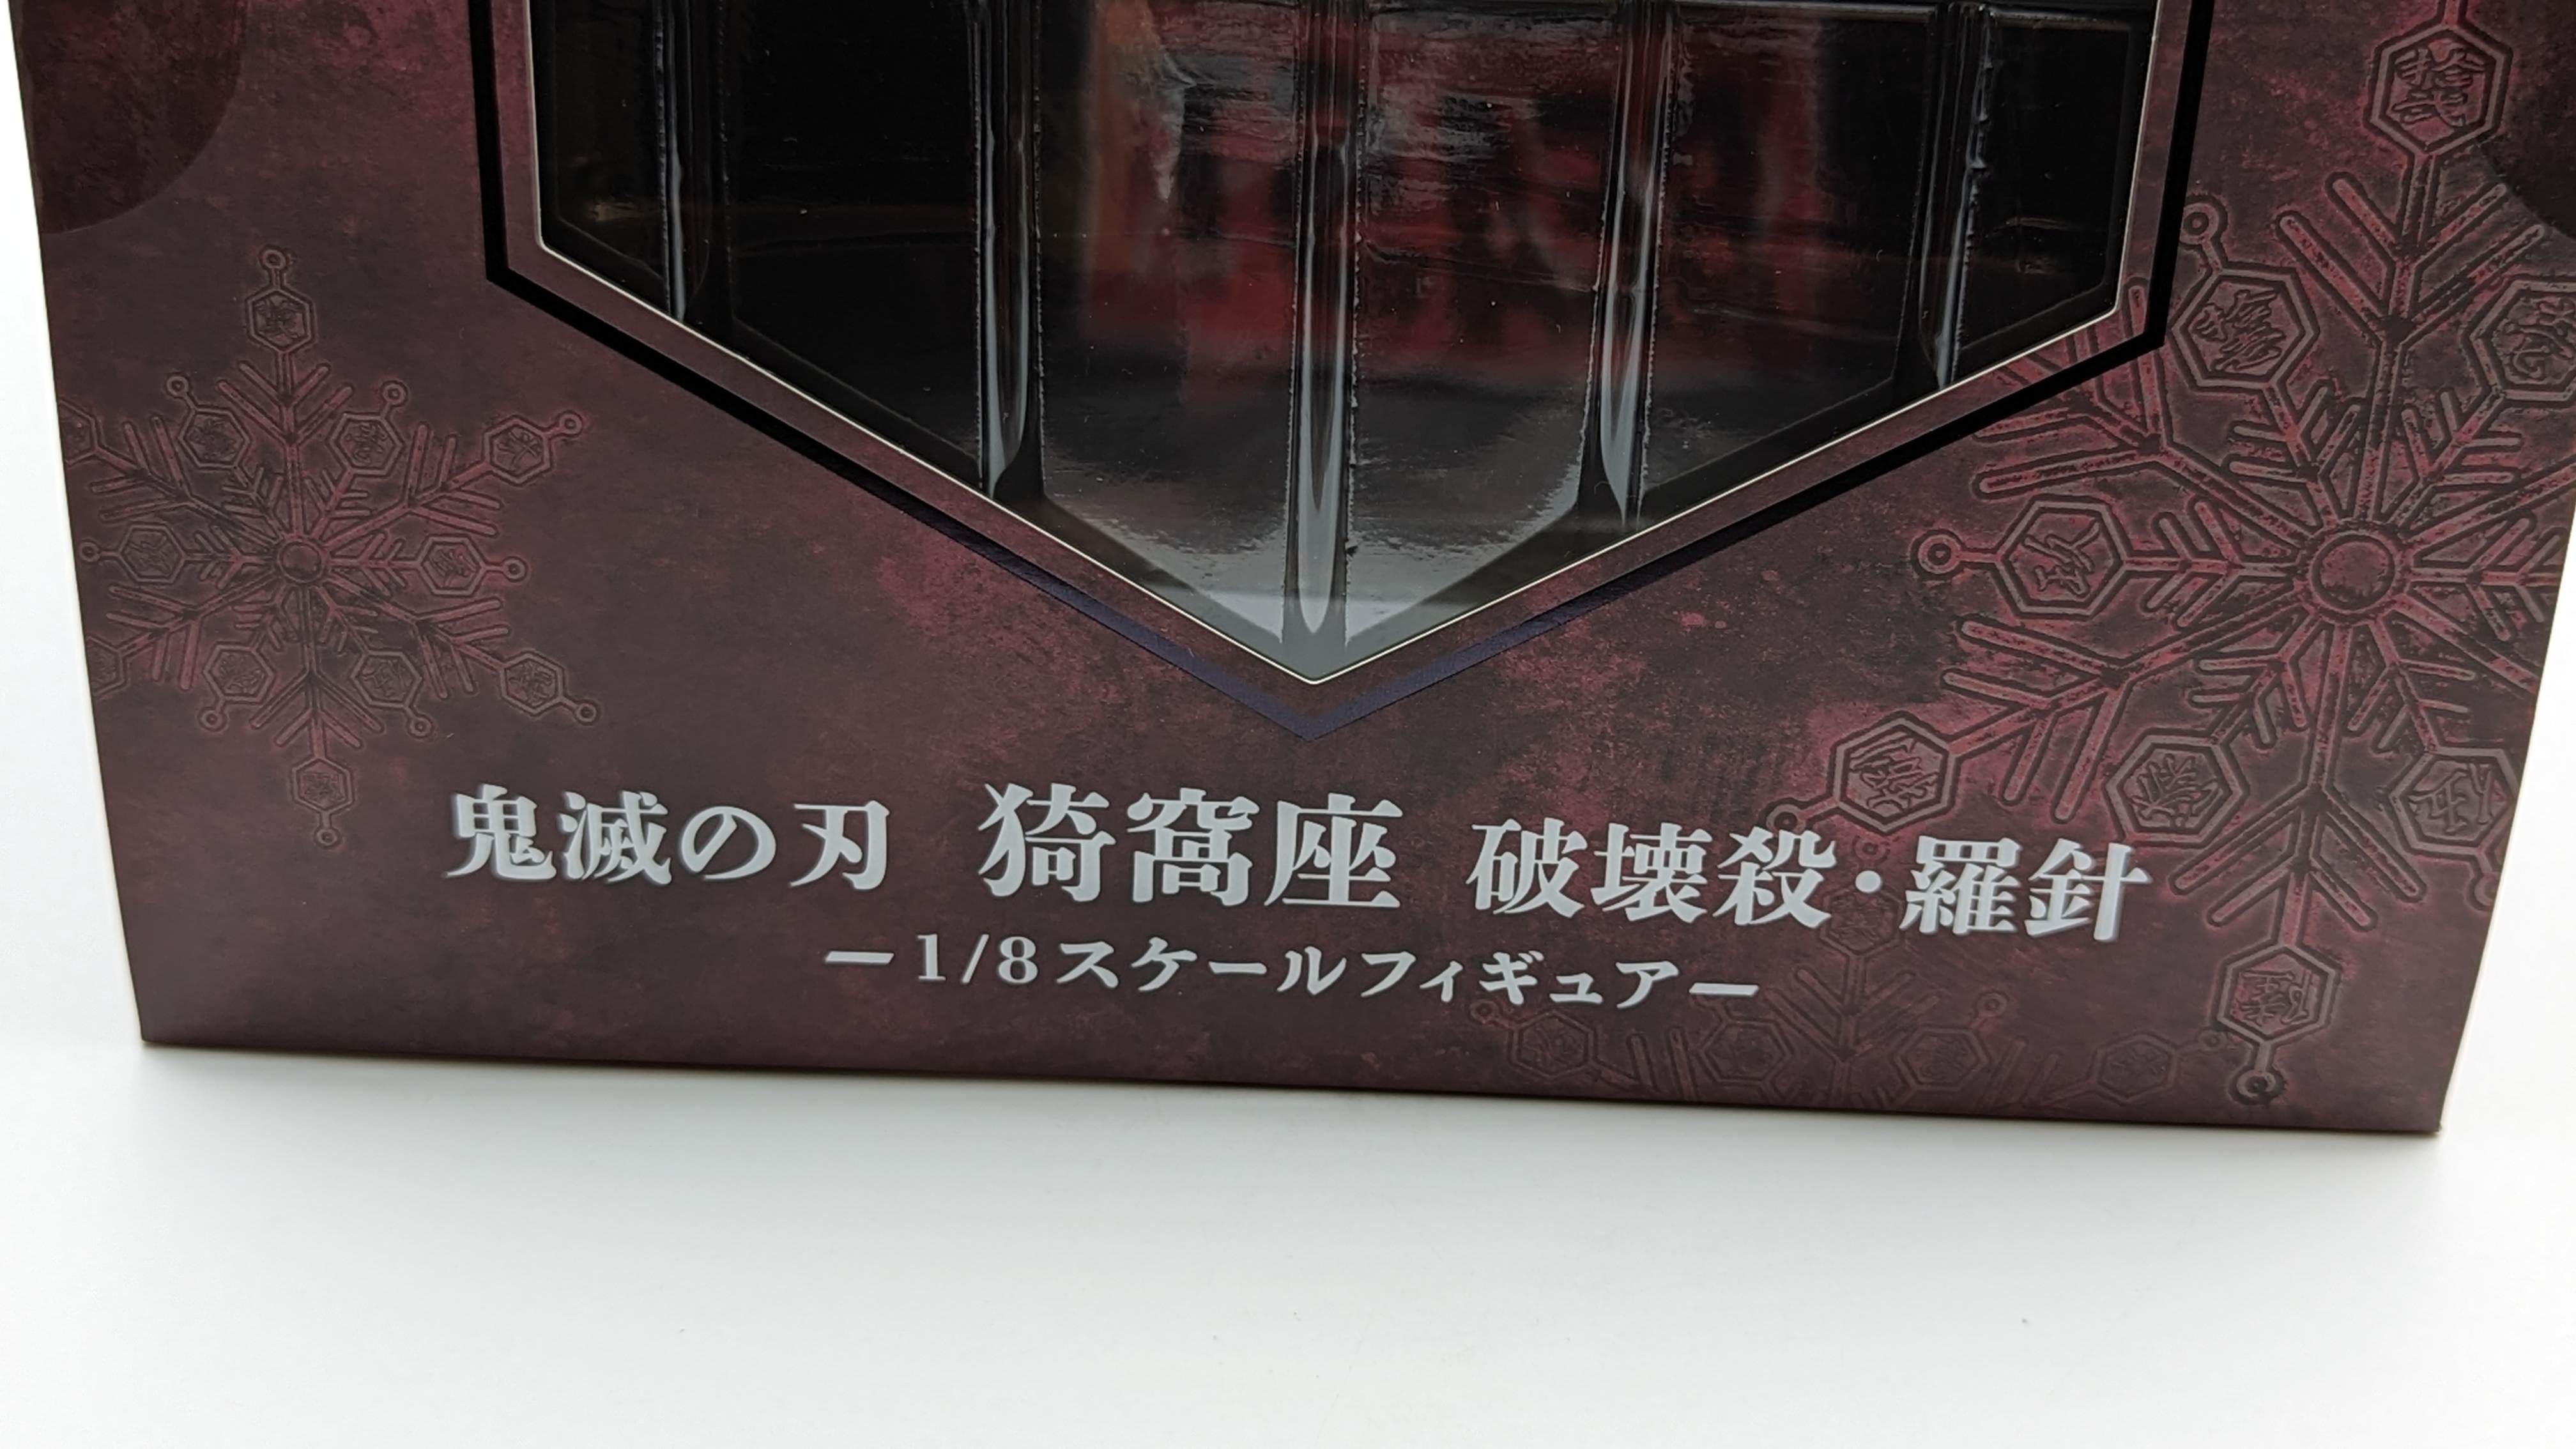 鬼滅の刃 猗窩座 破壊殺・羅針
ー1/8スケールフィギュアー